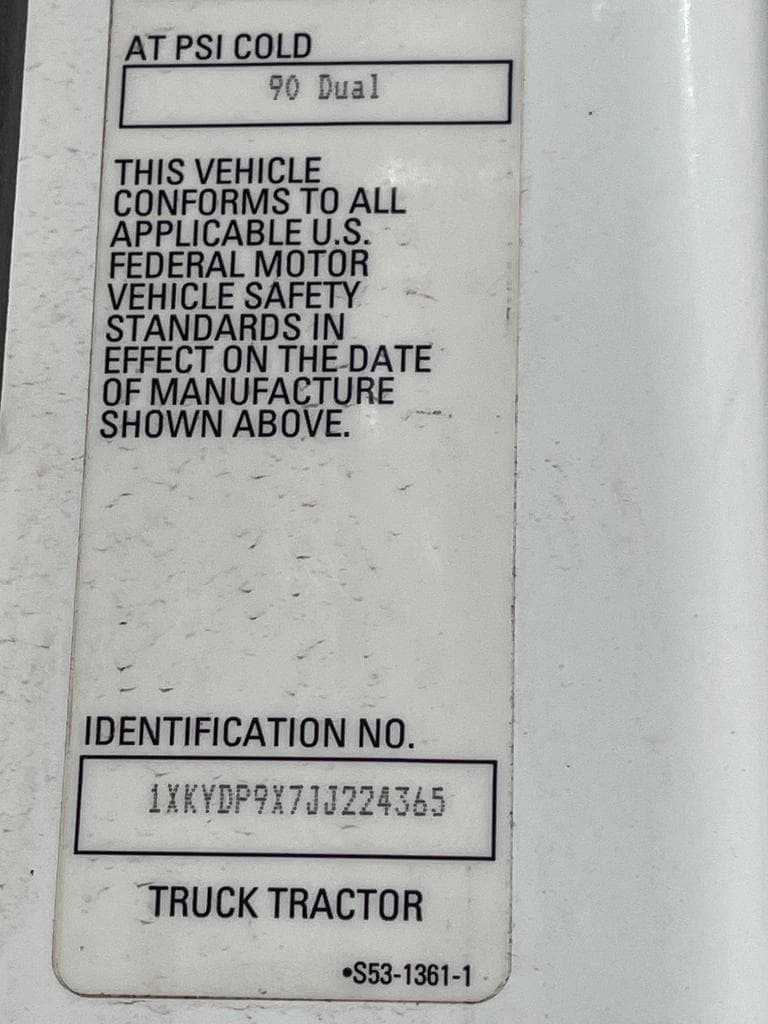 AT PSI COLD
90 Dual
THIS VEHICLE
CONFORMS TO ALL
APPLICABLE U.S.
FEDERAL MOTOR
VEHICLE SAFETY
STANDARDS IN
EFFECT ON THE DATE
OF MANUFACTURE
SHOWN ABOVE.
IDENTIFICATION NO.
1XKYDP9X7JJ224365
TRUCK TRACTOR
•S53-1361-1